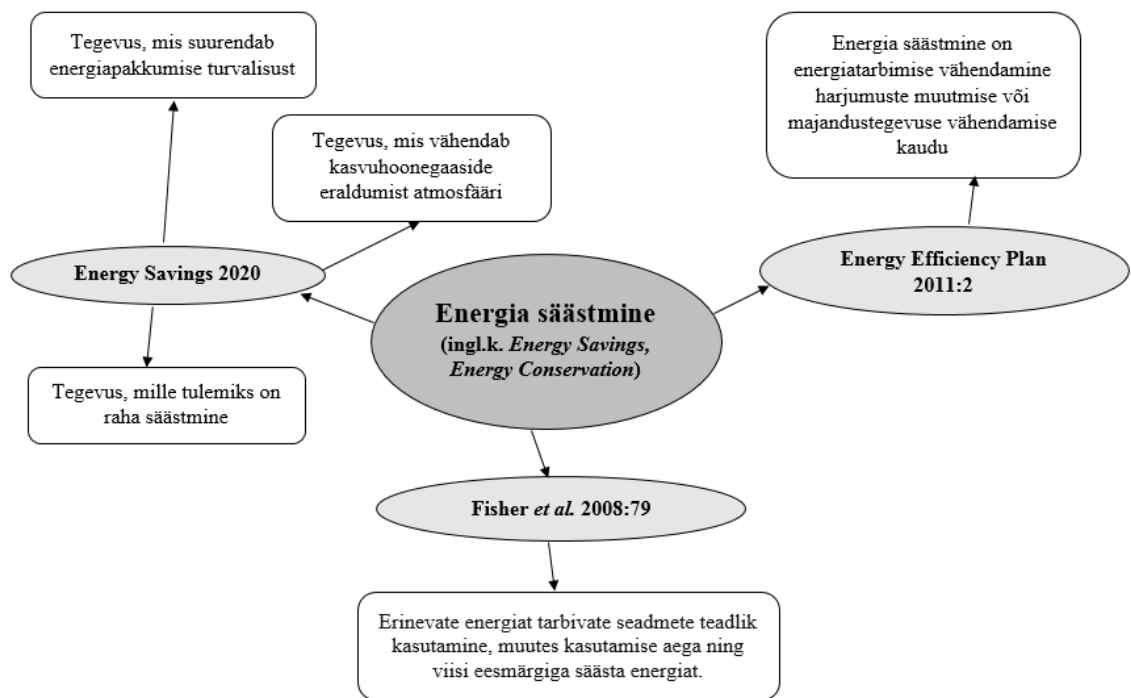 Tegevus, mis suurendab
energiapakkumise turvalisust
Energia säästmine on
energiatarbimise vähendamine
harjumuste muutmise või
majandustegevuse vähendamise
kaudu
Tegevus, mis vähendab
kasvuhoonegaaside
eraldumist atmosfääri
Energy Savings 2020
Energy Efficiency Plan
2011:2
Energia säästmine
(ingl.k. Energy Savings,
Energy Conservation)
Tegevus, mille tulemiks on
raha säästmine
Fisher et al. 2008:79
Erinevate energiat tarbivate seadmete teadlik
kasutamine, muutes kasutamise aega ning
viisi eesmärgiga säästa energiat.